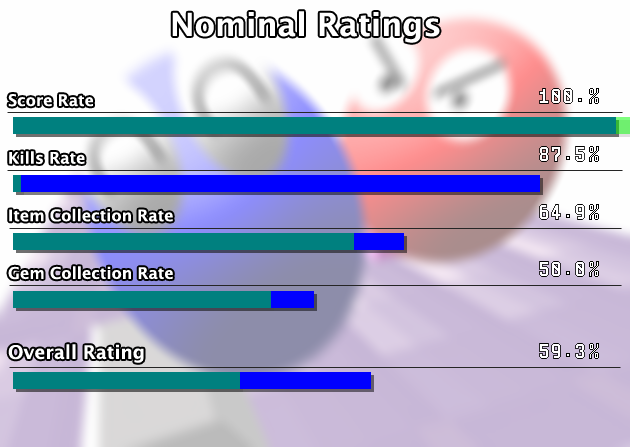 Nominal Ratings
Score Rate 100.%
Kills Rate 87.5%
Item Collection Rate 64.9%
Gem Collection Rate 50.0%
Overall Rating 59.3%